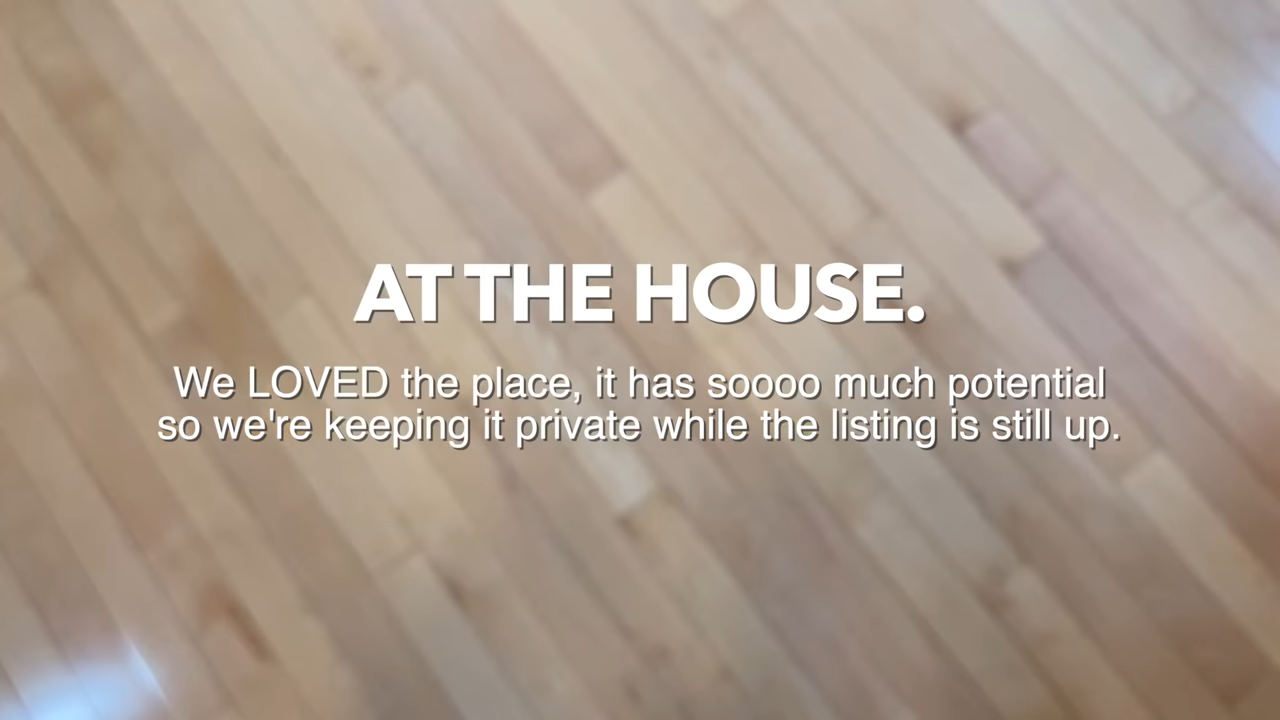 AT THE HOUSE.
We LOVED the place, it has soooo much potential
so we're keeping it private while the listing is still up.